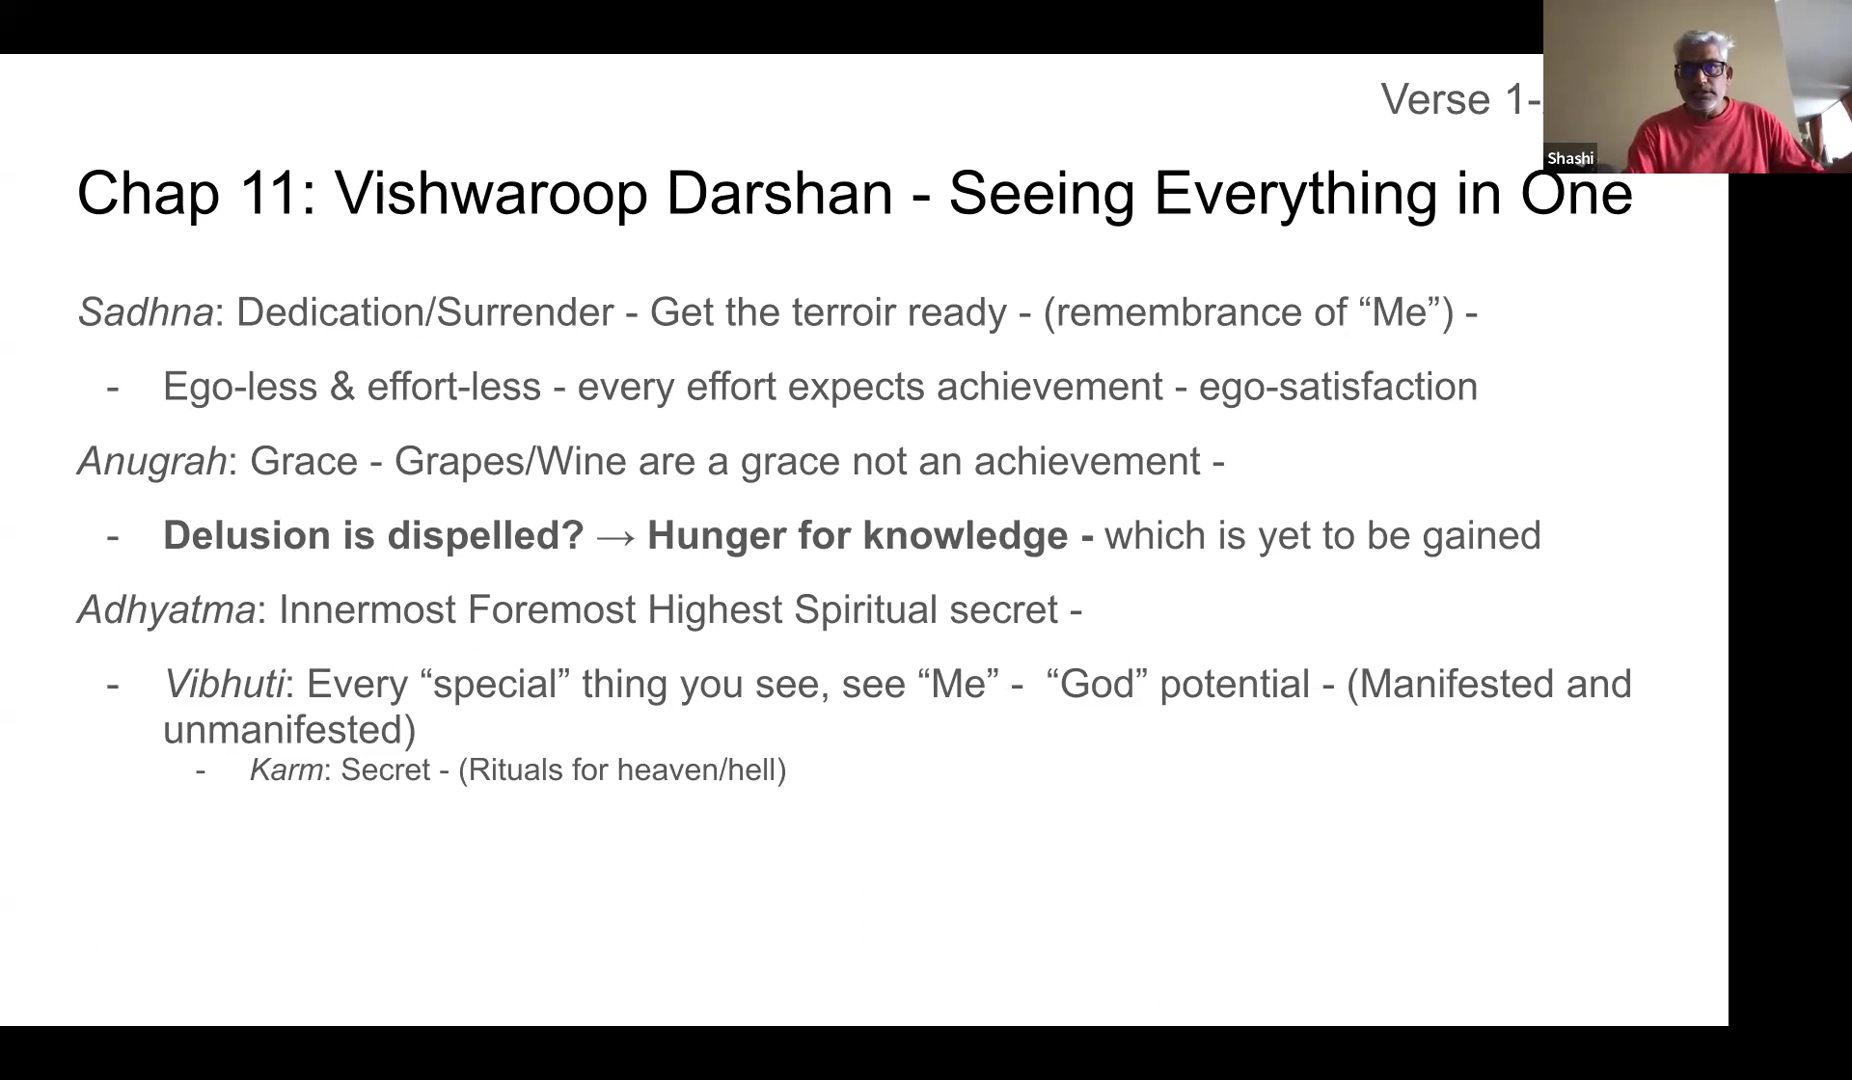 Verse 1-
Shashi
Chap 11: Vishwaroop Darshan - Seeing Everything in One
Sadhna: Dedication/Surrender - Get the terroir ready - (remembrance of “Me”) -
- Ego-less & effort-less - every effort expects achievement - ego-satisfaction
Anugrah: Grace - Grapes/Wine are a grace not an achievement -
- Delusion is dispelled? → Hunger for knowledge - which is yet to be gained
Adhyatma: Innermost Foremost Highest Spiritual secret -
- Vibhuti: Every “special” thing you see, see “Me” - “God” potential - (Manifested and
unmanifested)
- Karm: Secret - (Rituals for heaven/hell)